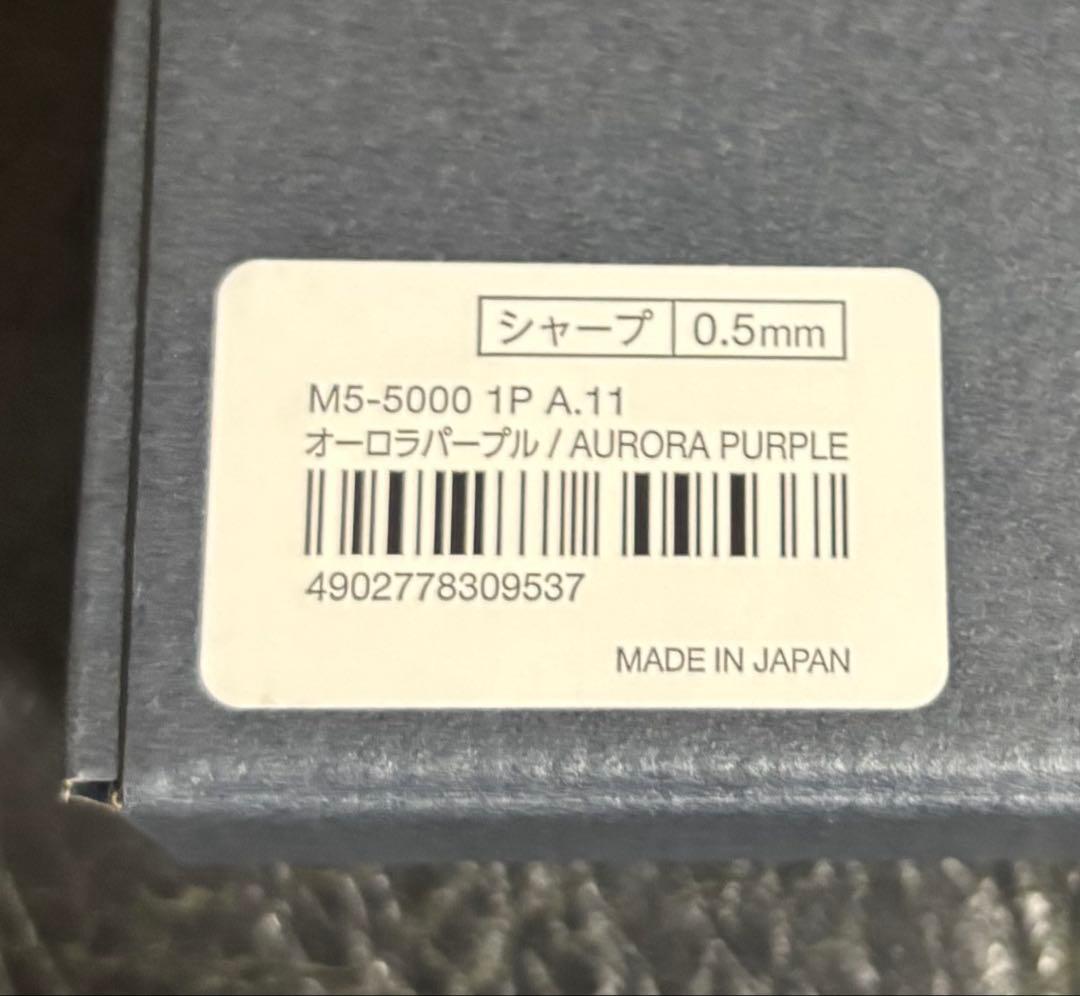 シャープ 0.5mm
M5-5000 1P A.11
オーロラパープル / AURORA PURPLE
4902778309537
MADE IN JAPAN